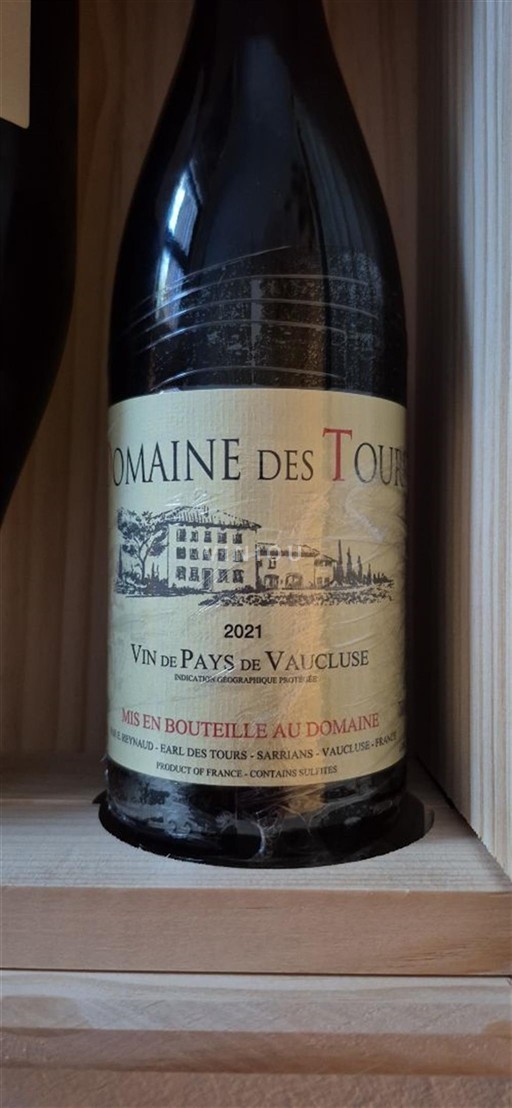 DOMAINE DES TOURS
2021
VIN DE PAYS DE VAUCLUSE
INDICATION GÉOGRAPHIQUE PROTÉGÉE
MIS EN BOUTEILLE AU DOMAINE
PAR E. REYNAUD - EARL DES TOURS - SARRIANS - VAUCLUSE - FRANCE
PRODUCT OF FRANCE - CONTAINS SULFITES